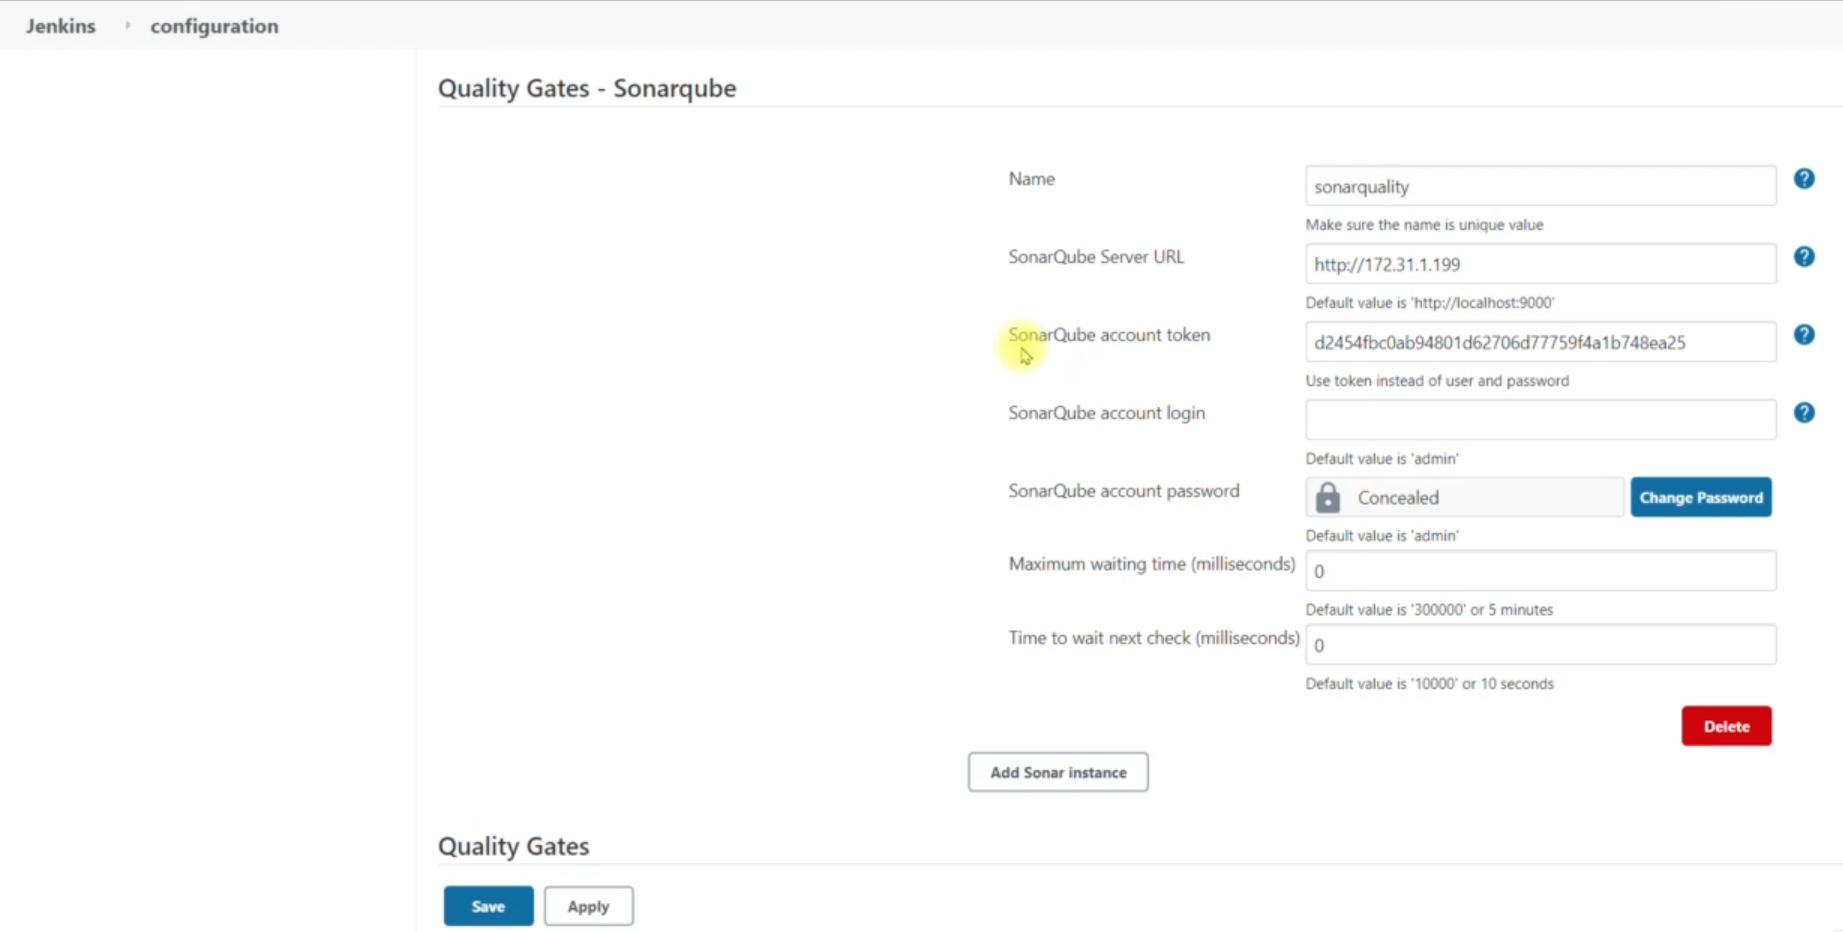 Jenkins configuration
Quality Gates - Sonarqube
Name
sonarquality
Make sure the name is unique value
SonarQube Server URL
http://172.31.1.199
Default value is 'http://localhost:9000'
SonarQube account token
d2454fbc0ab94801d62706d77759f4a1b748ea25
Use token instead of user and password
SonarQube account login
Default value is 'admin'
SonarQube account password
Concealed
Change Password
Default value is 'admin'
Maximum waiting time (milliseconds)
0
Default value is '300000' or 5 minutes
Time to wait next check (milliseconds)
0
Default value is '10000' or 10 seconds
Delete
Add Sonar instance
Quality Gates
Save
Apply